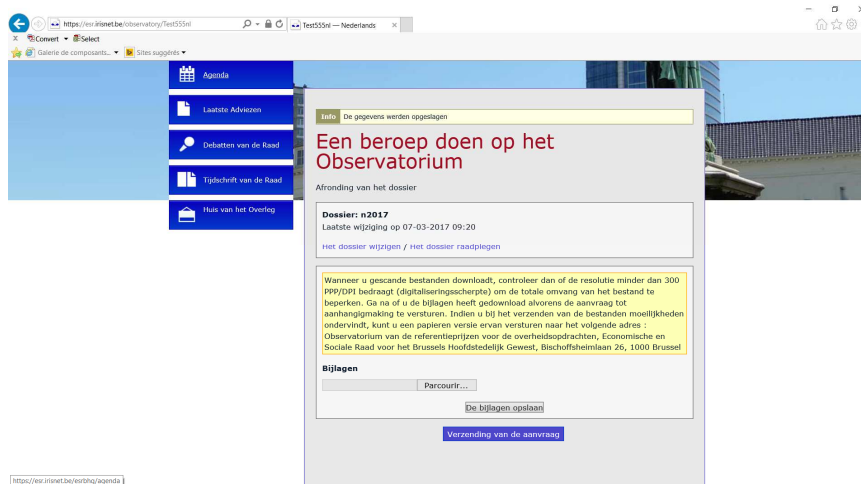 https://esr.irisnet.be/observatory/Test555nl
Test555nl — Nederlands
x Convert Select
Galerie de composants... Sites suggérés
Agenda
Laatste Adviezen
Debatten van de Raad
Tijdschrift van de Raad
Huis van het Overleg
Info De gegevens werden opgeslagen
Een beroep doen op het
Observatorium
Afronding van het dossier
Dossier: n2017
Laatste wijziging op 07-03-2017 09:20
Het dossier wijzigen / Het dossier raadplegen
Wanneer u gescande bestanden downloadt, controleer dan of de resolutie minder dan 300
PPP/DPI bedraagt (digitaliseringsscherpte) om de totale omvang van het bestand te
beperken. Ga na of u de bijlagen heeft gedownload alvorens de aanvraag tot
aanhangigmaking te versturen. Indien u bij het verzenden van de bestanden moeilijkheden
ondervindt, kunt u een papieren versie ervan versturen naar het volgende adres :
Observatorium van de referentieprijzen voor de overheidsopdrachten, Economische en
Sociale Raad voor het Brussels Hoofdstedelijk Gewest, Bischoffsheimlaan 26, 1000 Brussel
Bijlagen
Parcourir...
De bijlagen opslaan
Verzending van de aanvraag
https://esr.irisnet.be/esrbhg/agenda